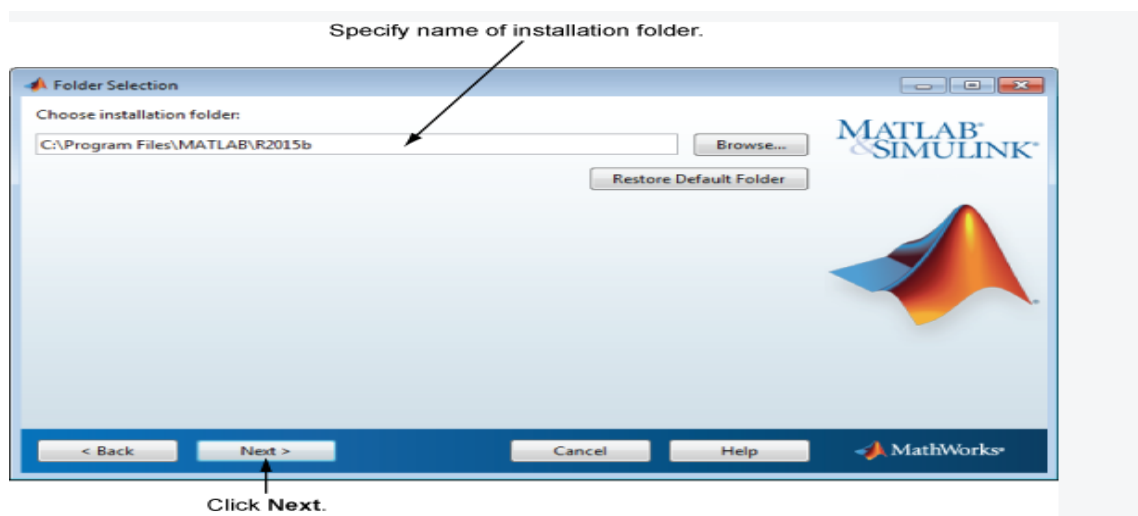 Specify name of installation folder.
Folder Selection
Choose installation folder:
C:\Program Files\MATLAB\R2015b
Browse...
Restore Default Folder
MATLAB®
&SIMULINK®
< Back
Next >
Cancel
Help
MathWorks®
Click Next.